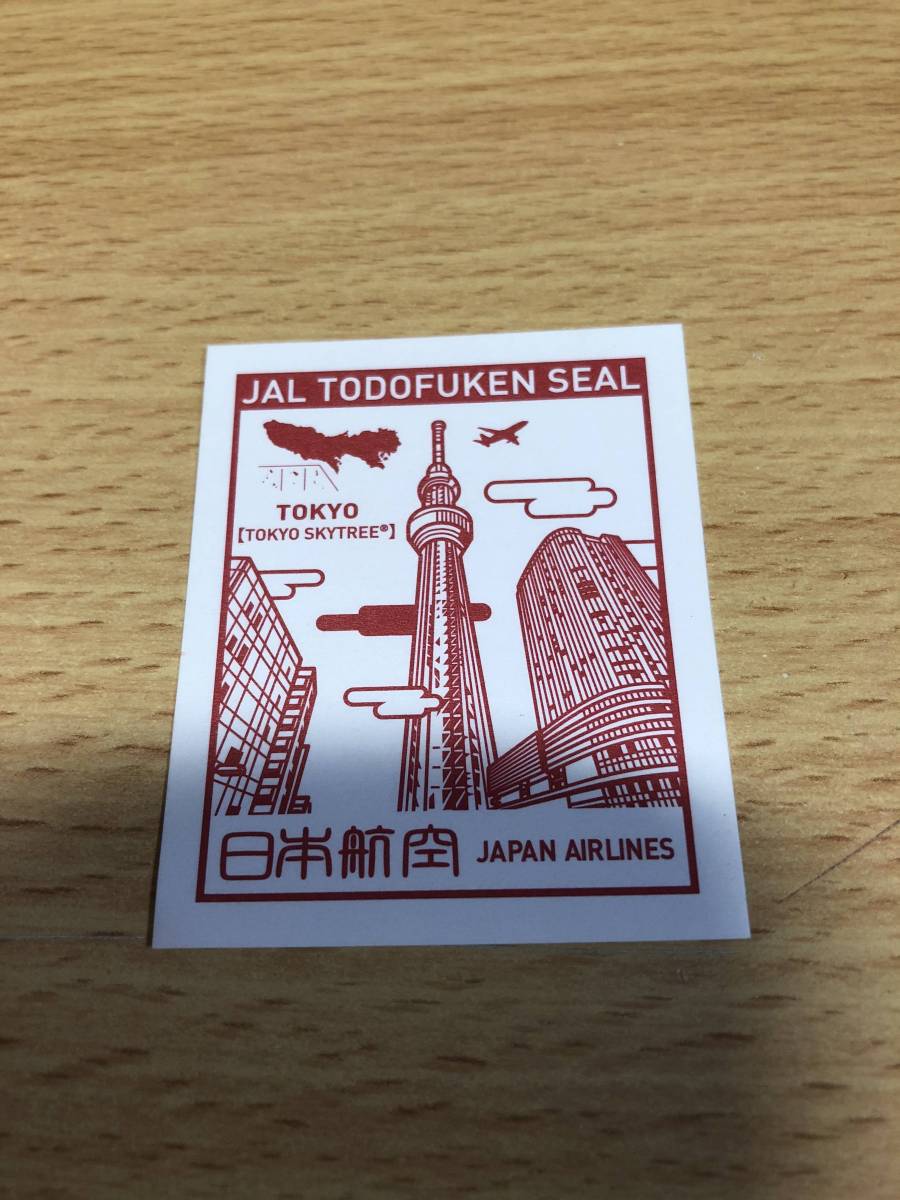 JAL TODOFUKEN SEAL
TOKYO
【TOKYO SKYTREE®】
日本航空 JAPAN AIRLINES